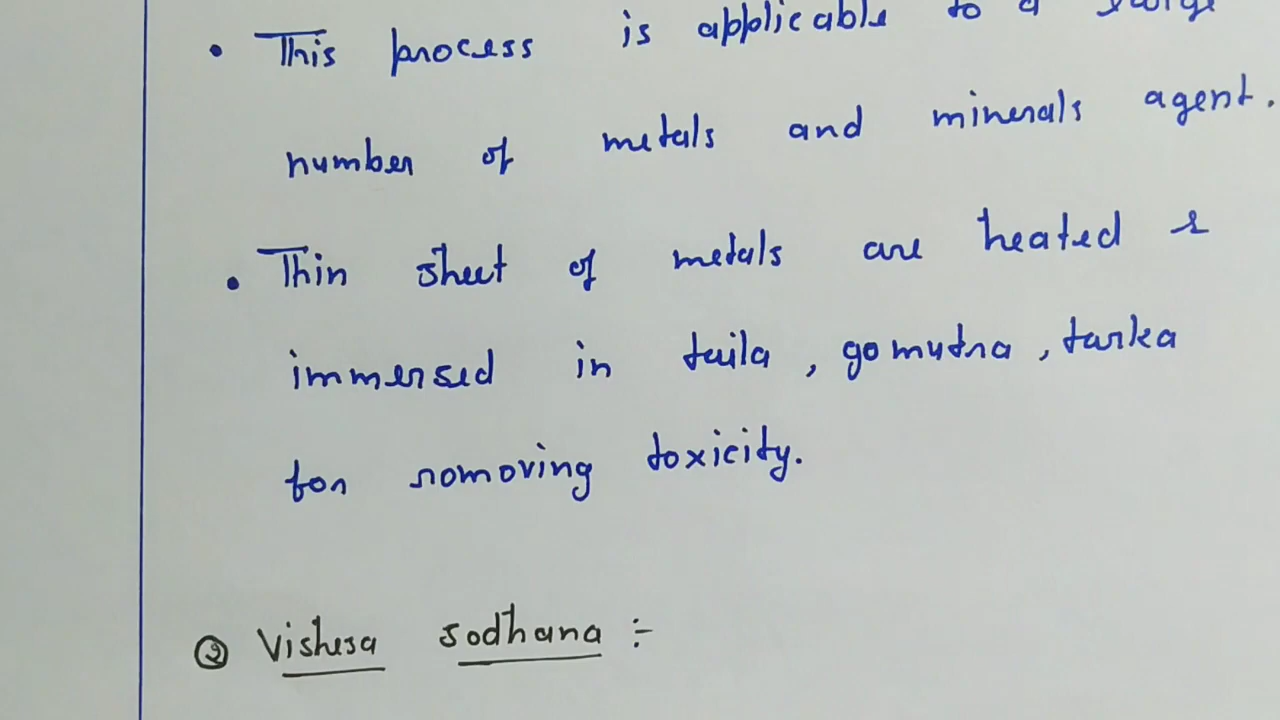 • This process is applicable to a large
number of metals and minerals agent.
• Thin sheet of metals are heated &
immersed in taila, gomutra, tarka
for romoving toxicity.
② Vishesa Sodhana :-